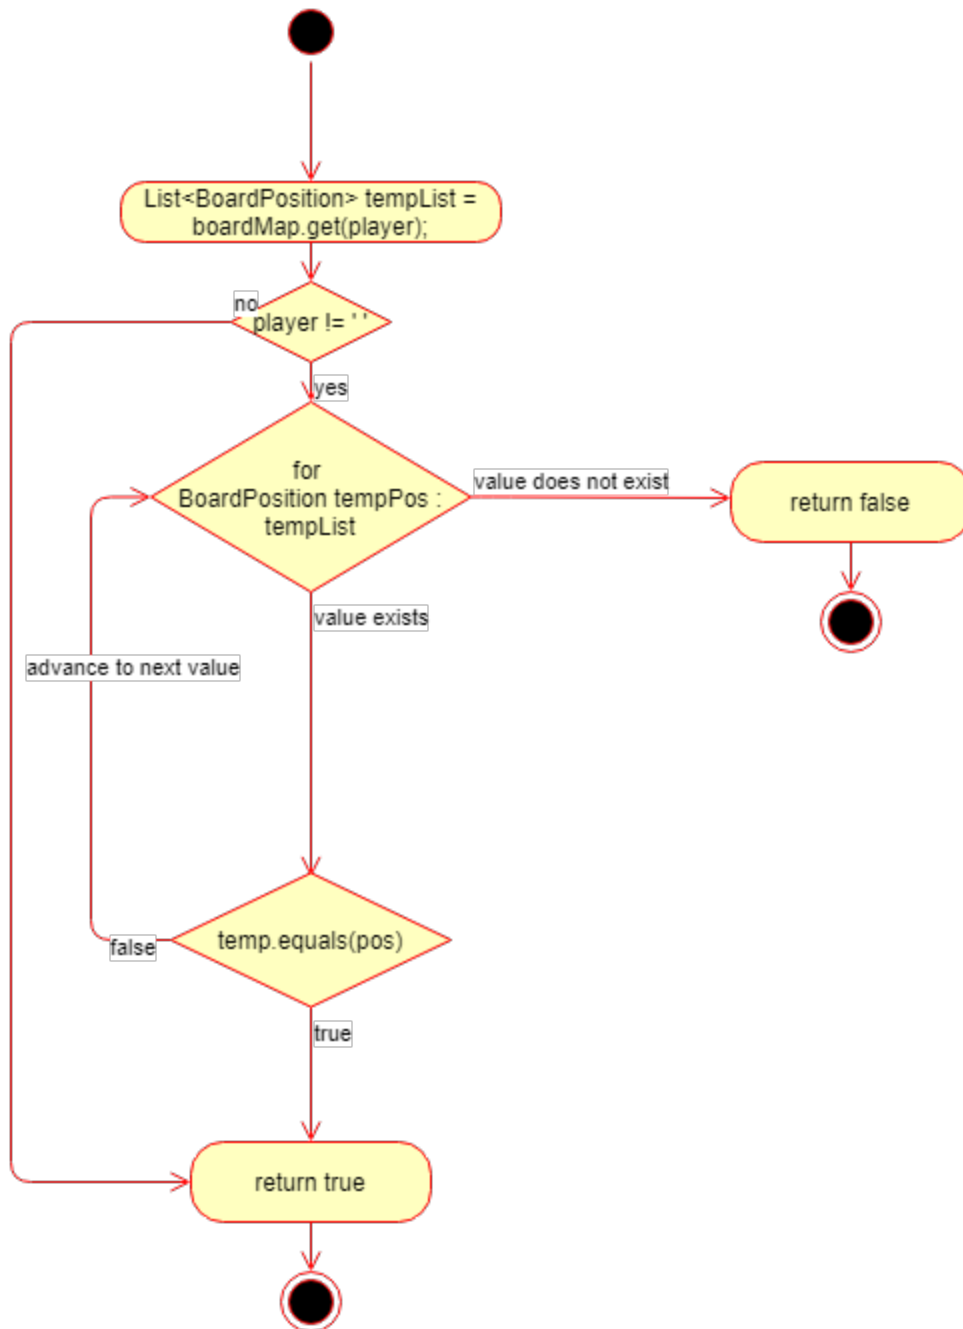 List<BoardPosition> tempList =
boardMap.get(player);
no
player != ' '
yes
for
BoardPosition tempPos :
tempList
value does not exist
return false
value exists
advance to next value
temp.equals(pos)
false
true
return true